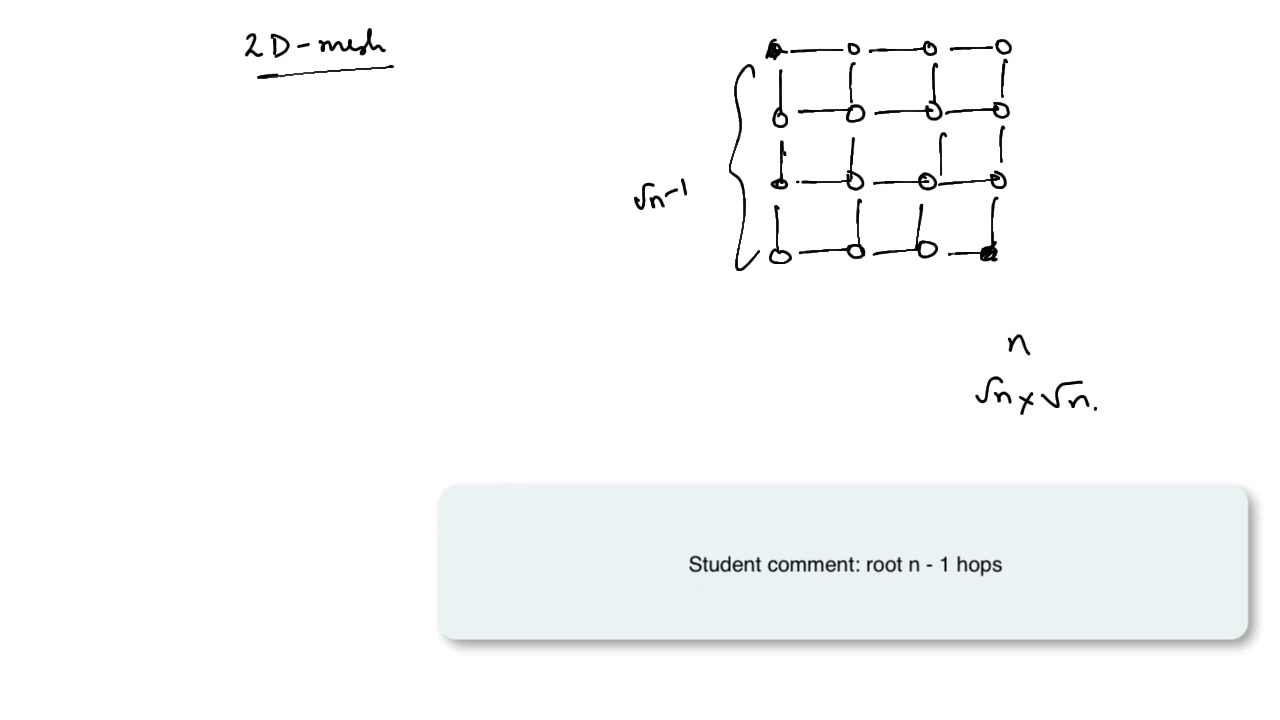 2D-mesh
√n-1
n
√n × √n.
Student comment: root n - 1 hops